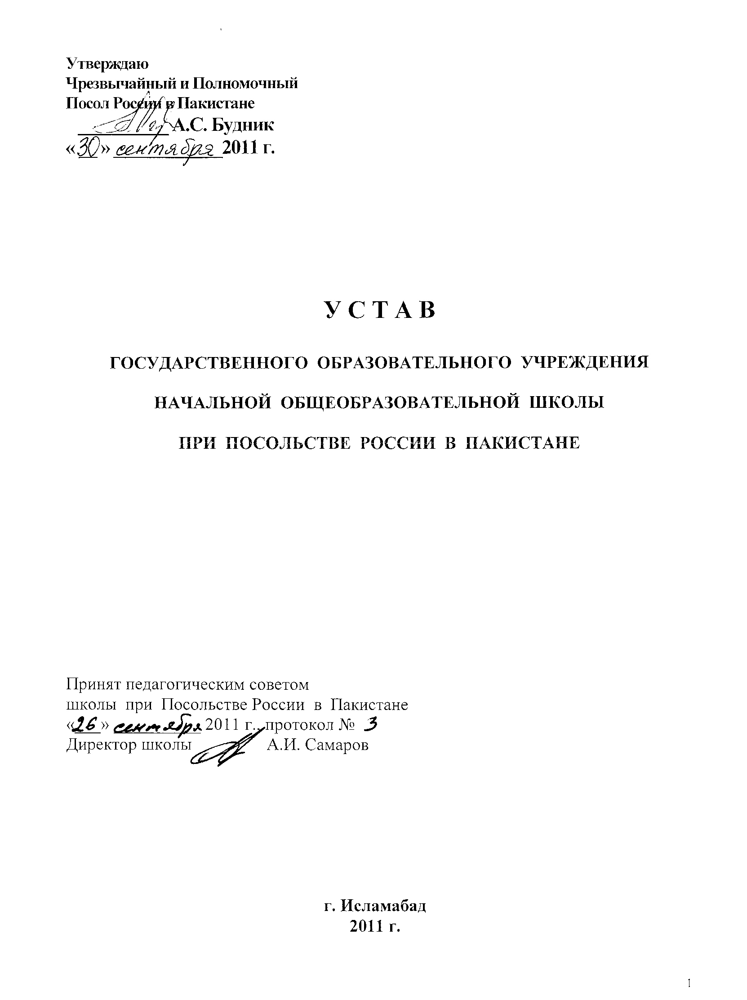 Утверждаю
Чрезвычайный и Полномочный
Посол России в Пакистане
А.С. Будник
«30» сентября 2011 г.
У С Т А В
ГОСУДАРСТВЕННОГО ОБРАЗОВАТЕЛЬНОГО УЧРЕЖДЕНИЯ
НАЧАЛЬНОЙ ОБЩЕОБРАЗОВАТЕЛЬНОЙ ШКОЛЫ
ПРИ ПОСОЛЬСТВЕ РОССИИ В ПАКИСТАНЕ
Принят педагогическим советом
школы при Посольстве России в Пакистане
«26» сентября 2011 г., протокол № 3
Директор школы А.И. Самаров
г. Исламабад
2011 г.
1